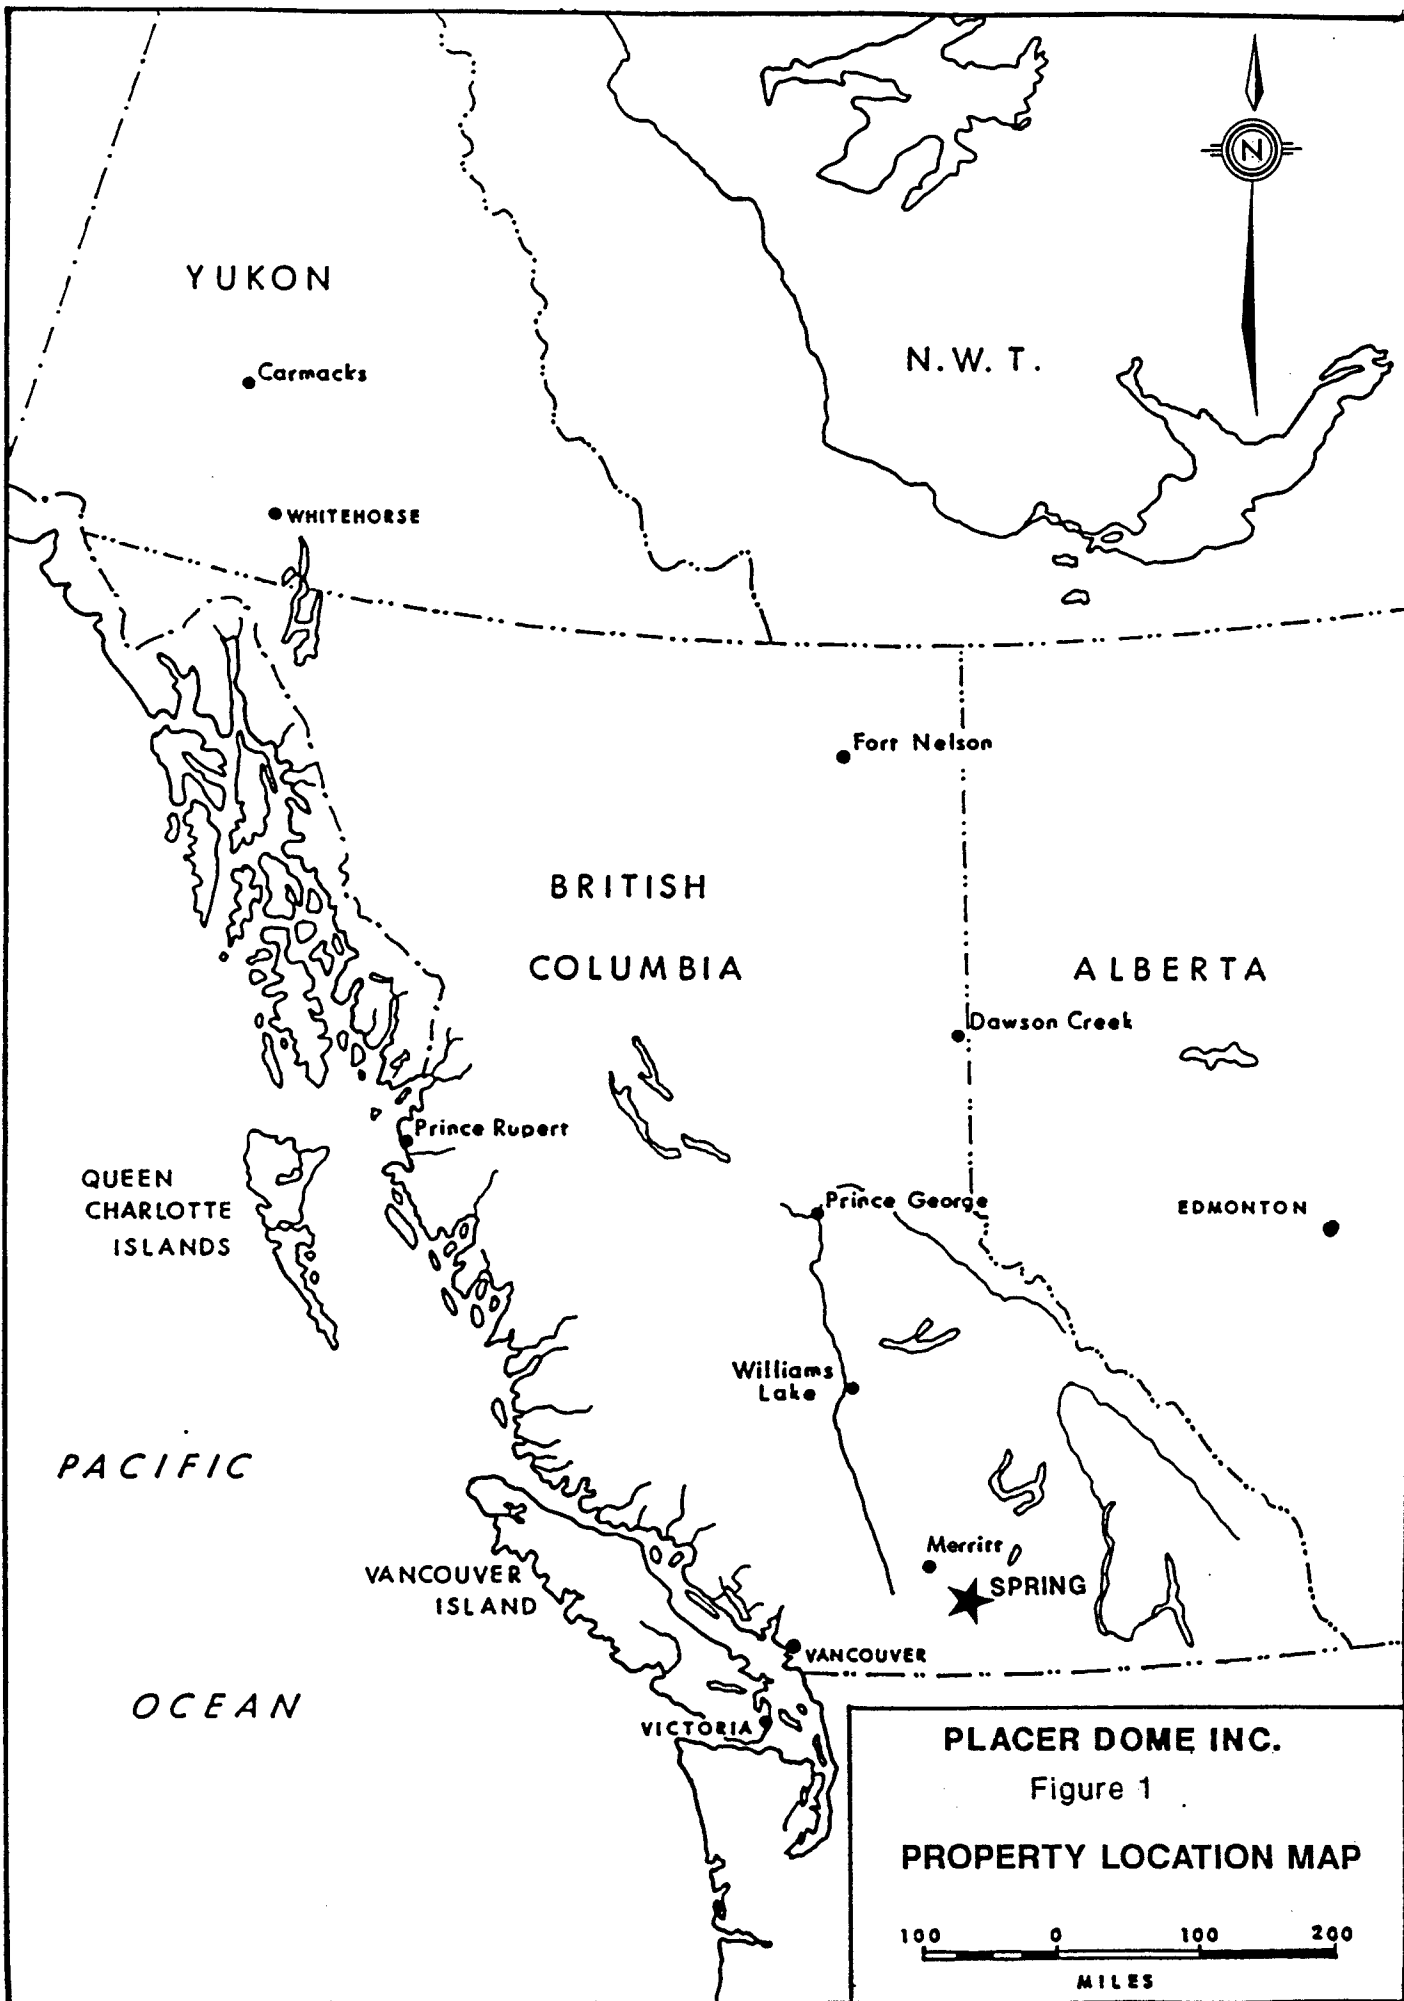 N
YUKON
N.W.T.
Carmacks
WHITEHORSE
Fort Nelson
BRITISH
COLUMBIA
ALBERTA
Dawson Creek
Prince Rupert
QUEEN
CHARLOTTE
ISLANDS
Prince George
EDMONTON
Williams
Lake
PACIFIC
Merritt
SPRING
VANCOUVER
ISLAND
VANCOUVER
OCEAN
VICTORIA
PLACER DOME INC.
Figure 1
PROPERTY LOCATION MAP
100 0 100 200
MILES